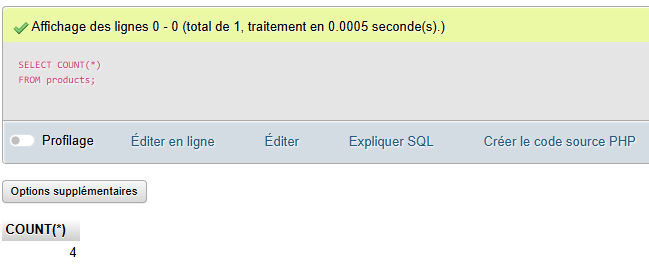 Affichage des lignes 0 - 0 (total de 1, traitement en 0.0005 seconde(s).)
SELECT COUNT(*)
FROM products;
Profilage Éditer en ligne Éditer Expliquer SQL Créer le code source PHP
Options supplémentaires
COUNT(*)
4